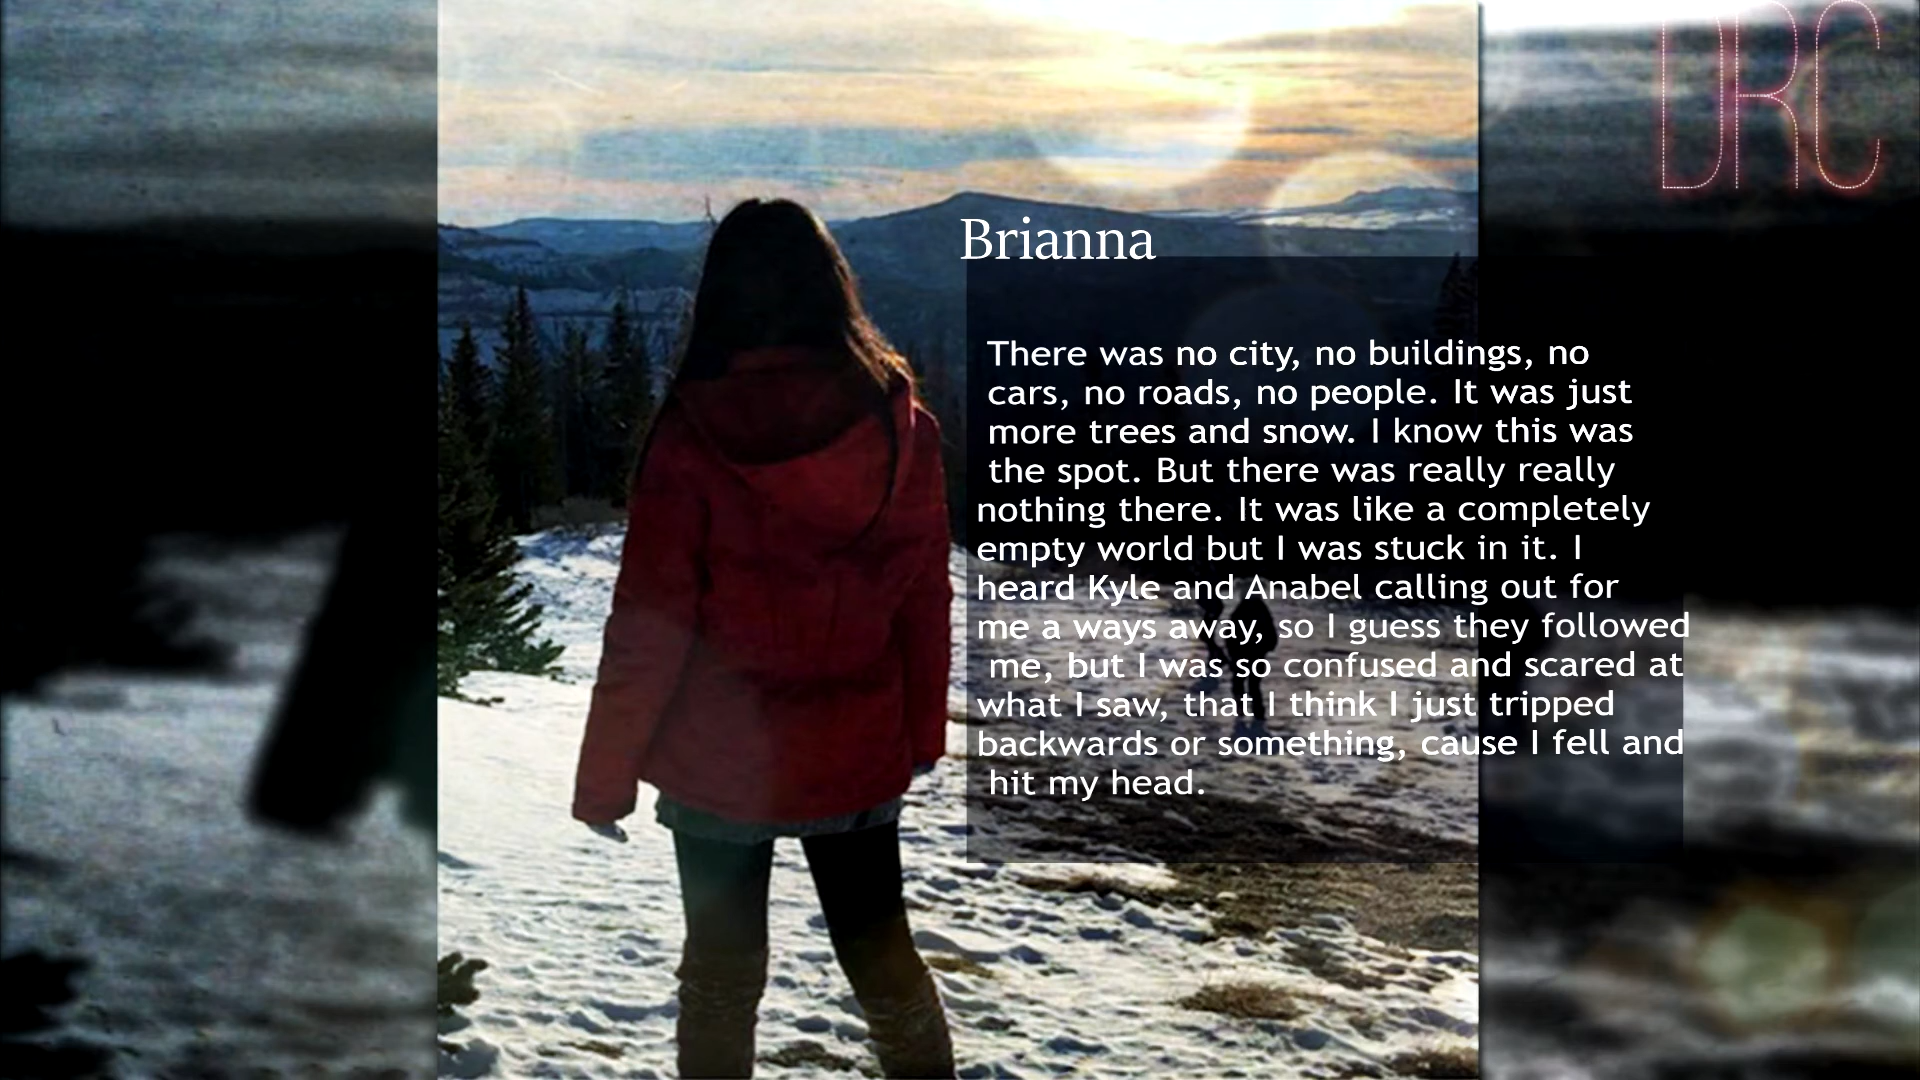 DRC
Brianna
There was no city, no buildings, no
cars, no roads, no people. It was just
more trees and snow. I know this was
the spot. But there was really really
nothing there. It was like a completely
empty world but I was stuck in it. I
heard Kyle and Anabel calling out for
me a ways away, so I guess they followed
me, but I was so confused and scared at
what I saw, that I think I just tripped
backwards or something, cause I fell and
hit my head.